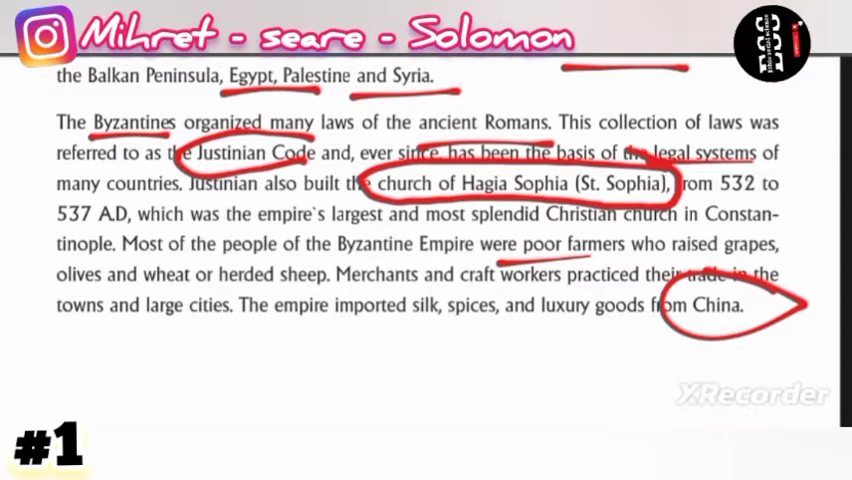 Mihret - seare - Solomon
ESS
the Balkan Peninsula, Egypt, Palestine and Syria.
The Byzantines organized many laws of the ancient Romans. This collection of laws was
referred to as the Justinian Code and, ever since has been the basis of the legal systems of
many countries. Justinian also built the church of Hagia Sophia (St. Sophia), from 532 to
537 A.D, which was the empire`s largest and most splendid Christian church in Constan-
tinople. Most of the people of the Byzantine Empire were poor farmers who raised grapes,
olives and wheat or herded sheep. Merchants and craft workers practiced their trade in the
towns and large cities. The empire imported silk, spices, and luxury goods from China.
XRecorder
#1